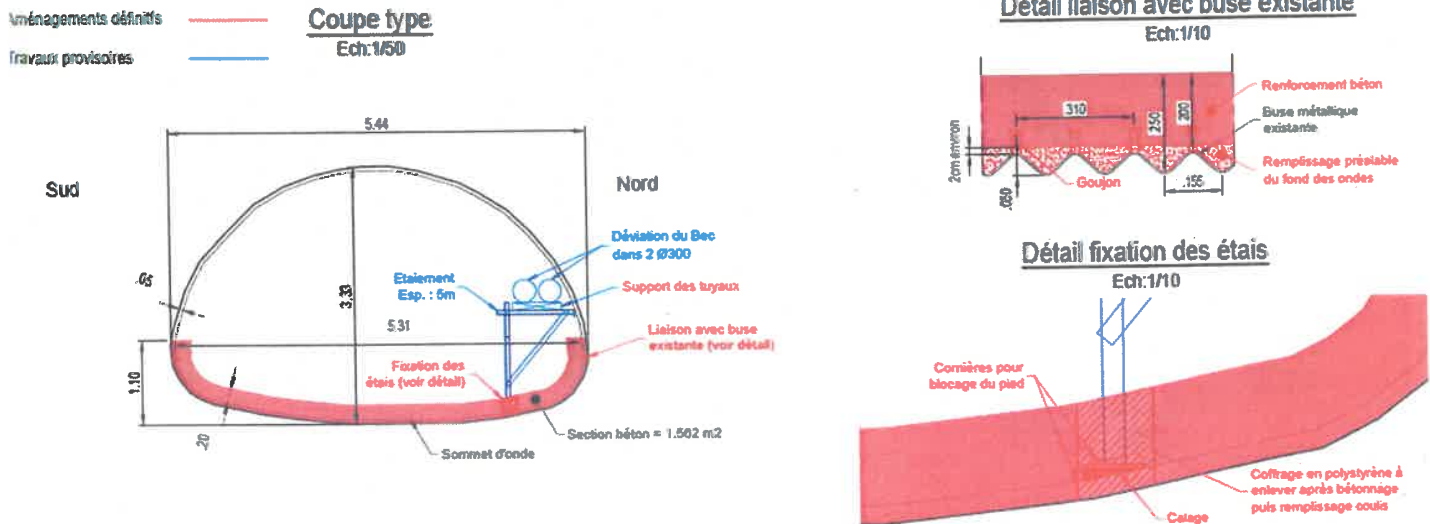 Aménagements définitifs
Travaux provisoires
Coupe type
Ech:1/50
5.44
Sud
Nord
Déviation du Bec
dans 2 Ø300
Etaiement
Esp. : 5m
Support des tuyaux
.05
3.33
5.31
Liaison avec buse
existante (voir détail)
Fixation des
étais (voir détail)
1.10
.20
Section béton = 1.562 m2
Sommet d'onde
Détail liaison avec buse existante
Ech:1/10
Renforcement béton
310
250
200
Buse métallique
existante
2cm environ
Remplissage préalable
du fond des ondes
Goujon
.155
.050
Détail fixation des étais
Ech:1/10
Cornières pour
blocage du pied
Coffrage en polystyrène à
enlever après bétonnage
puis remplissage coulis
Calage